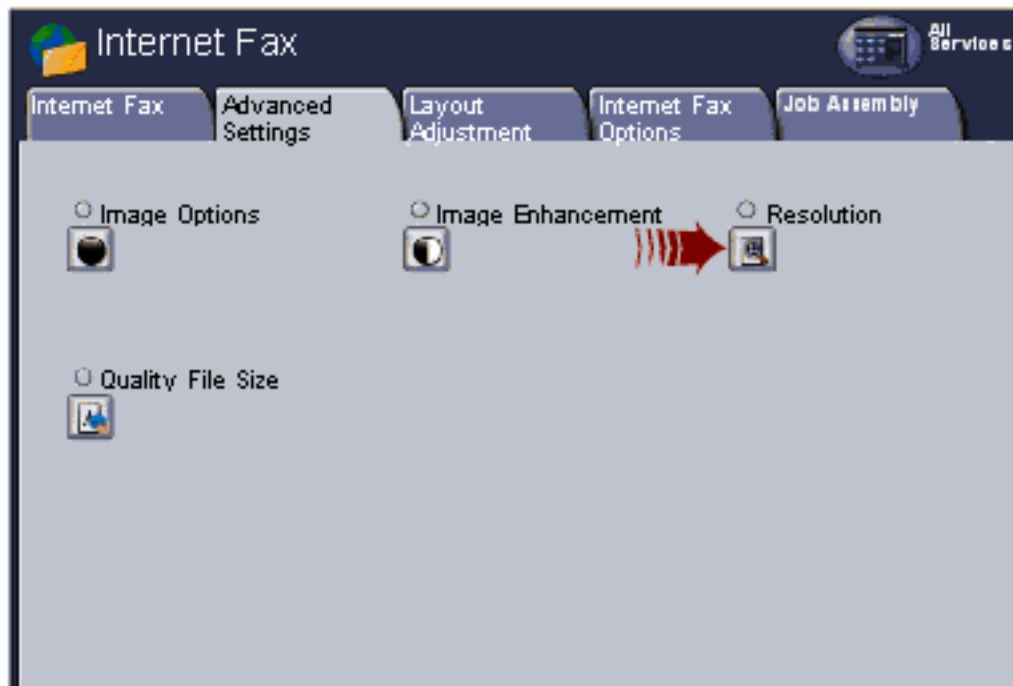 Internet Fax
All
Services
Internet Fax
Advanced
Settings
Layout
Adjustment
Internet Fax
Options
Job Assembly
Image Options
Image Enhancement
Resolution
Quality File Size